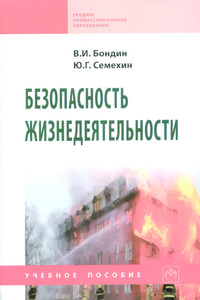 СРЕДНЕЕ
ПРОФЕССИОНАЛЬНОЕ
ОБРАЗОВАНИЕ
В.И. Бондин
Ю.Г. Семехин
БЕЗОПАСНОСТЬ
ЖИЗНЕДЕЯТЕЛЬНОСТИ
УЧЕБНОЕ ПОСОБИЕ